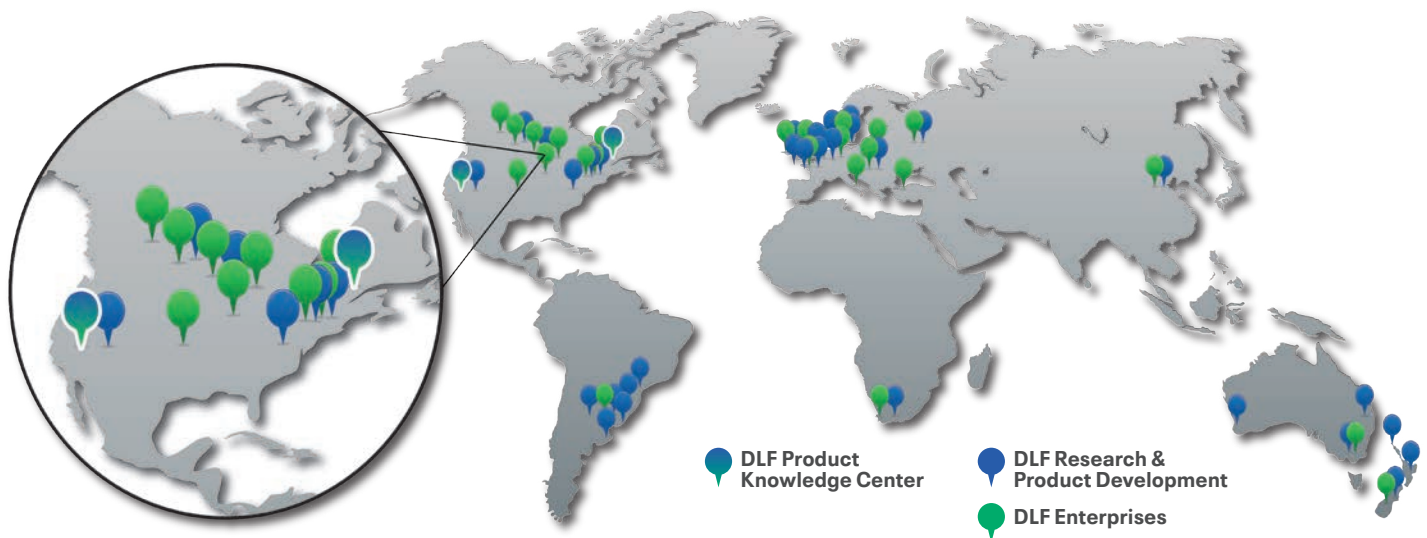 DLF Product
Knowledge Center
DLF Research &
Product Development
DLF Enterprises